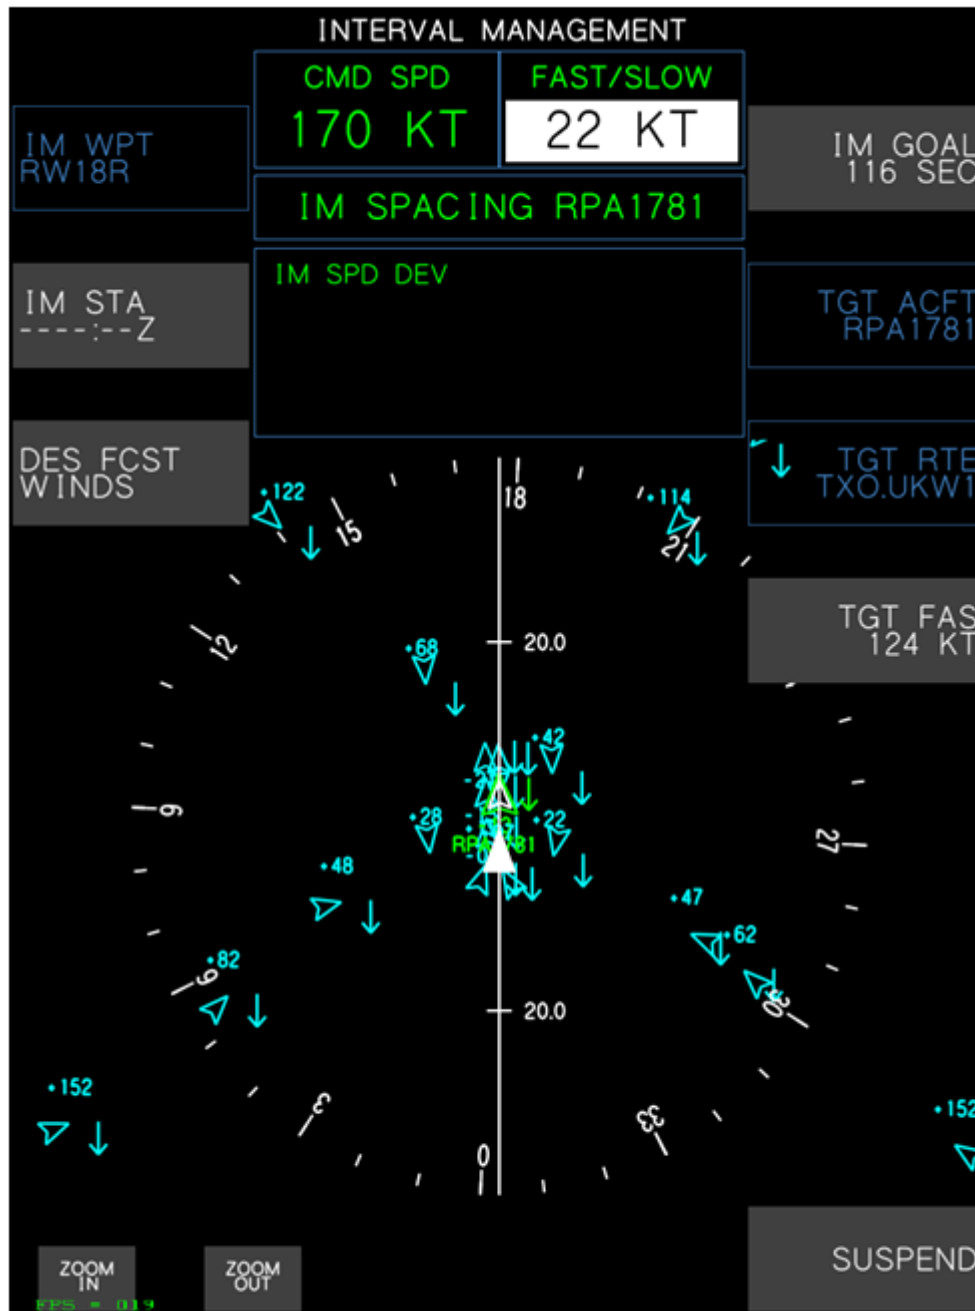 INTERVAL MANAGEMENT
CMD SPD
170 KT
FAST/SLOW
22 KT
IM WPT
RW18R
IM GOAL
116 SEC
IM SPACING RPA1781
IM STA
----:--Z
IM SPD DEV
TGT ACFT
RPA1781
DES FCST
WINDS
TGT RTE
TXO.UKW1
TGT FAS
124 KT
+122
15
18
+114
21
12
+68
20.0
+42
6
+28
+22
27
RPA1781
+48
+47
+62
+82
9
30
20.0
+152
3
33
+152
0
ZOOM
IN
ZOOM
OUT
SUSPEND
FPS = 019